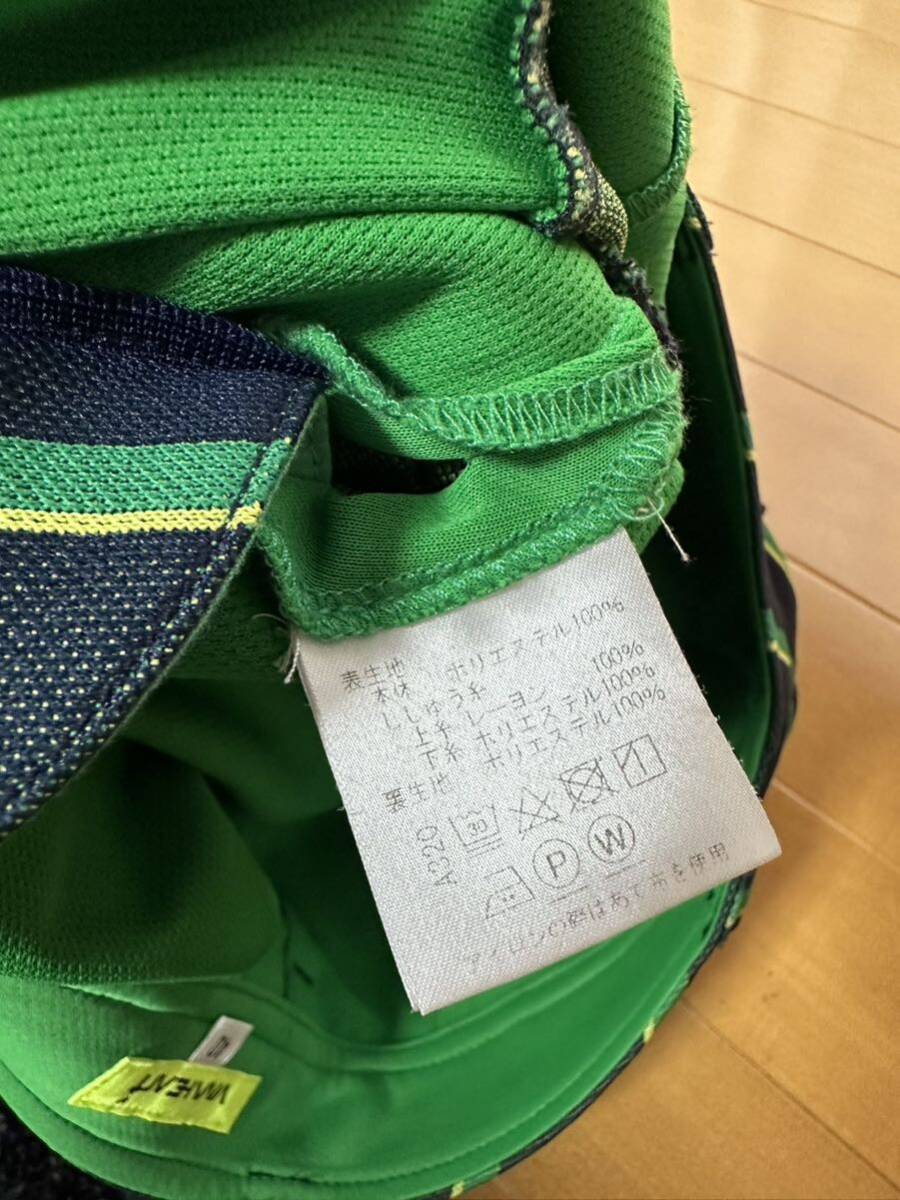 表生地
本体 ポリエステル100%
ししゅう糸
上糸 レーヨン 100%
下糸 ポリエステル100%
裏生地 ポリエステル100%
A320
30
P W
アイロンの際はあて布を使用